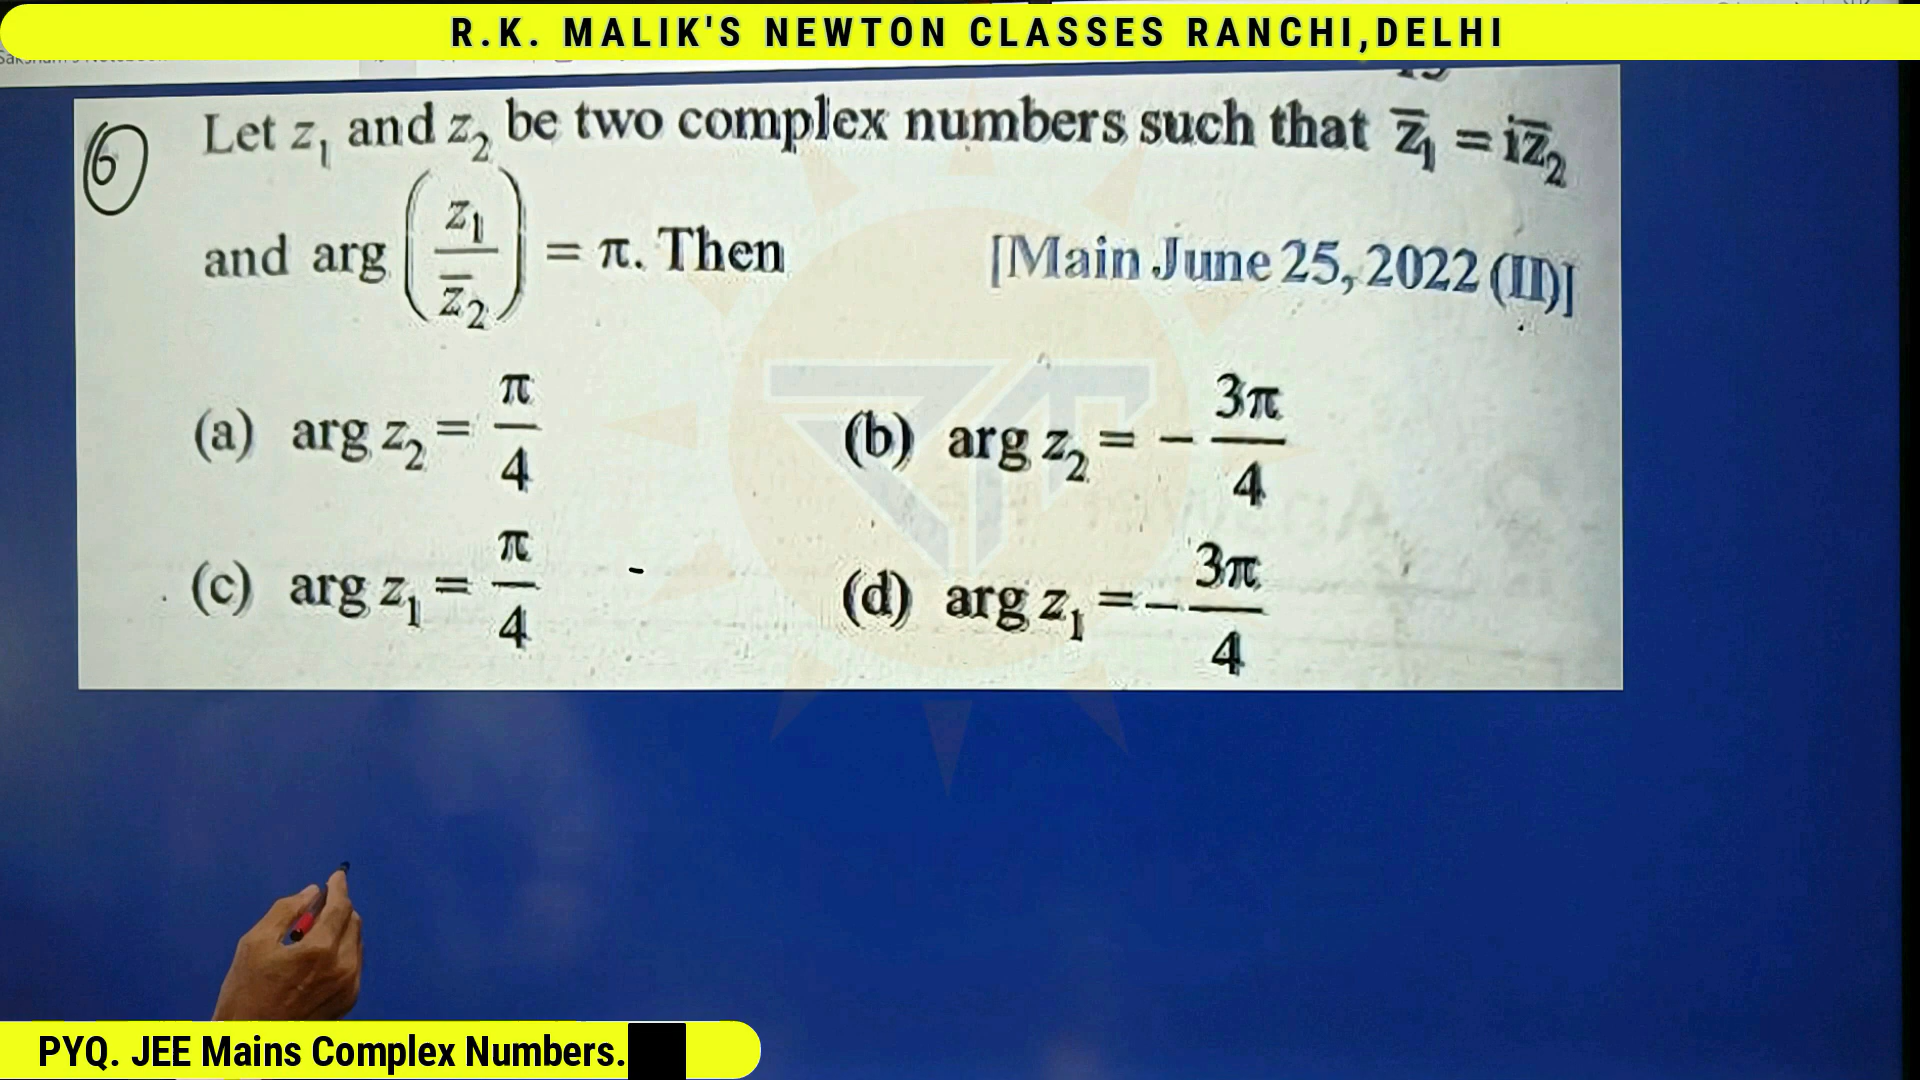 R.K. MALIK'S NEWTON CLASSES RANCHI,DELHI
6 Let z₁ and z₂ be two complex numbers such that z̅₁ = iz̅₂
and arg (z₁/z̅₂) = π. Then [Main June 25, 2022 (II)]
(a) arg z₂ = π/4 (b) arg z₂ = − 3π/4
(c) arg z₁ = π/4 (d) arg z₁ = − 3π/4
PYQ. JEE Mains Complex Numbers.